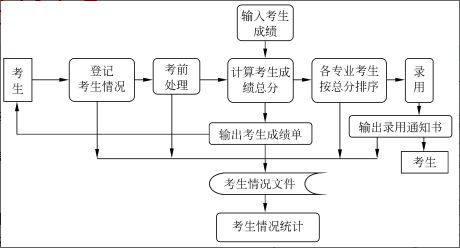 输入考生
成绩
考
生
登记
考生情况
考前
处理
计算考生成
绩总分
各专业考生
按总分排序
录
用
输出考生成绩单
输出录用通知书
考生
考生情况文件
考生情况统计